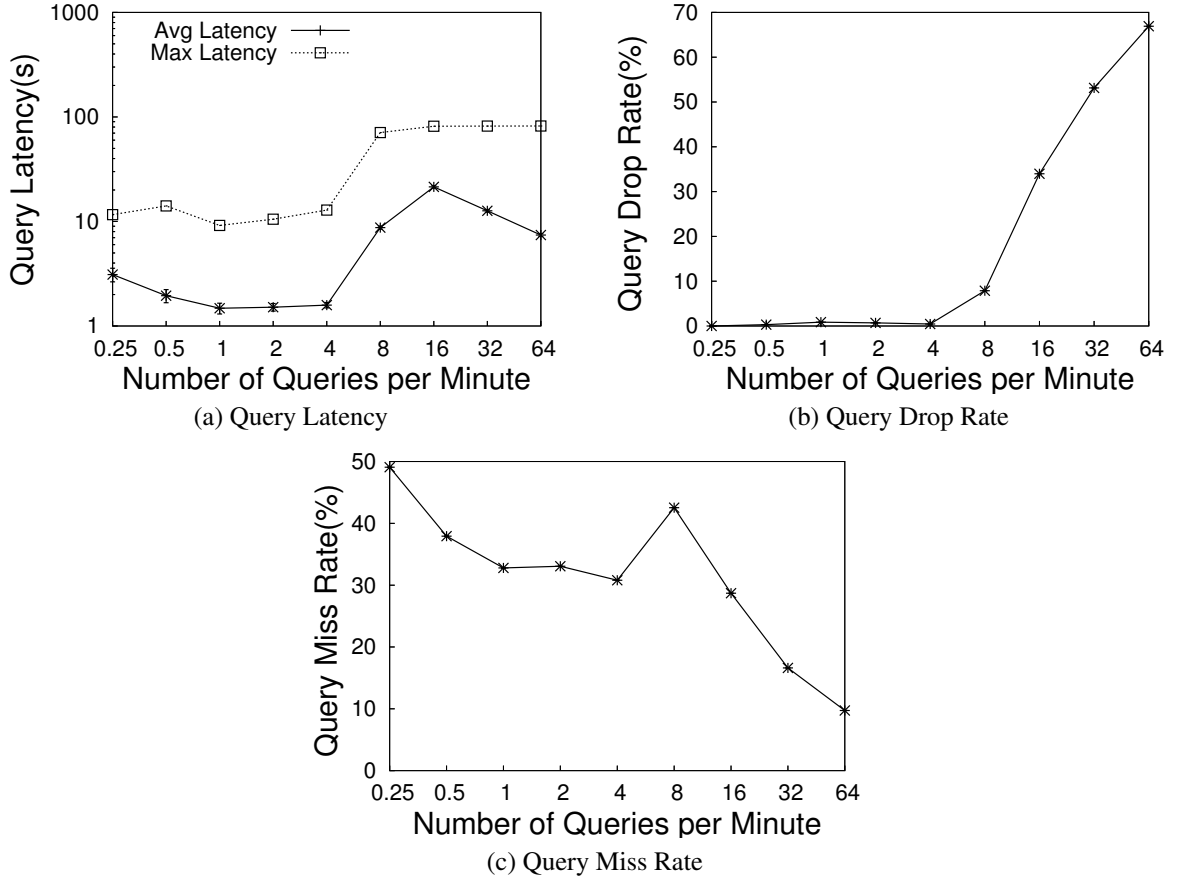 1000
100
10
1
Query Latency(s)
Avg Latency
Max Latency
0.25 0.5 1 2 4 8 16 32 64
Number of Queries per Minute
(a) Query Latency
70
60
50
40
30
20
10
0
Query Drop Rate(%)
0.25 0.5 1 2 4 8 16 32 64
Number of Queries per Minute
(b) Query Drop Rate
50
40
30
20
10
0
Query Miss Rate(%)
0.25 0.5 1 2 4 8 16 32 64
Number of Queries per Minute
(c) Query Miss Rate